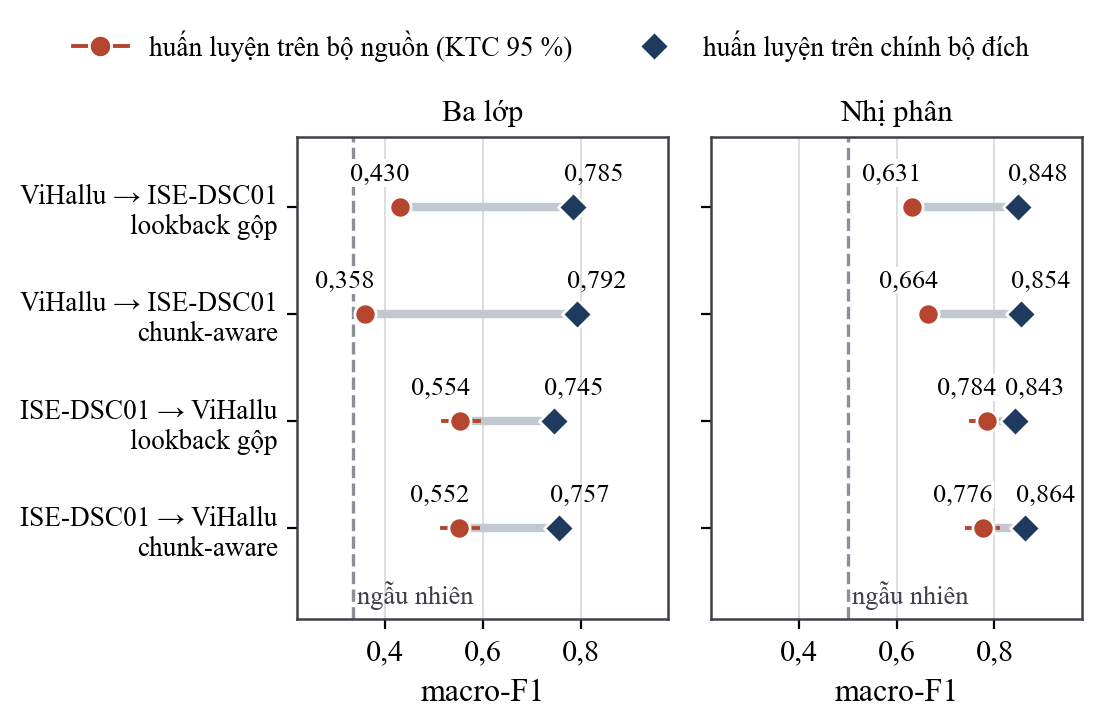 huấn luyện trên bộ nguồn (KTC 95 %)
huấn luyện trên chính bộ đích
Ba lớp
Nhị phân
ViHallu → ISE-DSC01
lookback gộp
0,430
0,785
0,631
0,848
ViHallu → ISE-DSC01
chunk-aware
0,358
0,792
0,664
0,854
ISE-DSC01 → ViHallu
lookback gộp
0,554
0,745
0,784
0,843
ISE-DSC01 → ViHallu
chunk-aware
0,552
0,757
0,776
0,864
ngẫu nhiên
ngẫu nhiên
0,4
0,6
0,8
0,4
0,6
0,8
macro-F1
macro-F1